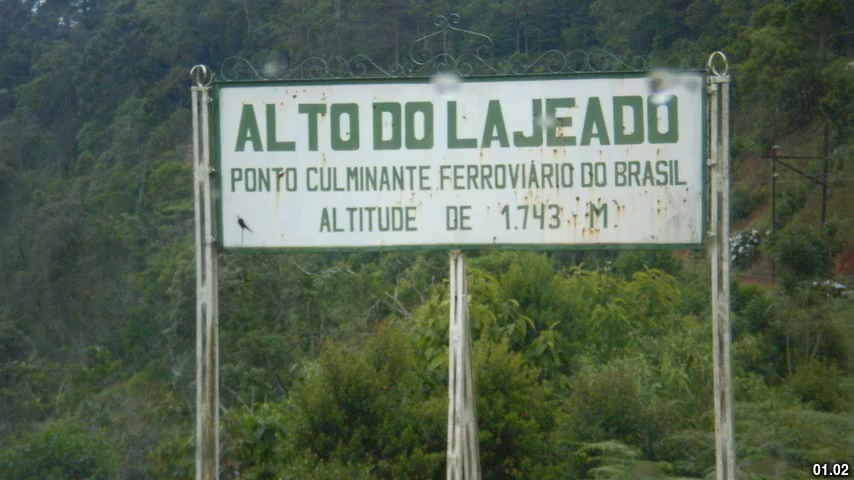 ALTO DO LAJEADO
PONTO CULMINANTE FERROVIÁRIO DO BRASIL
ALTITUDE DE 1.743 M
01.02